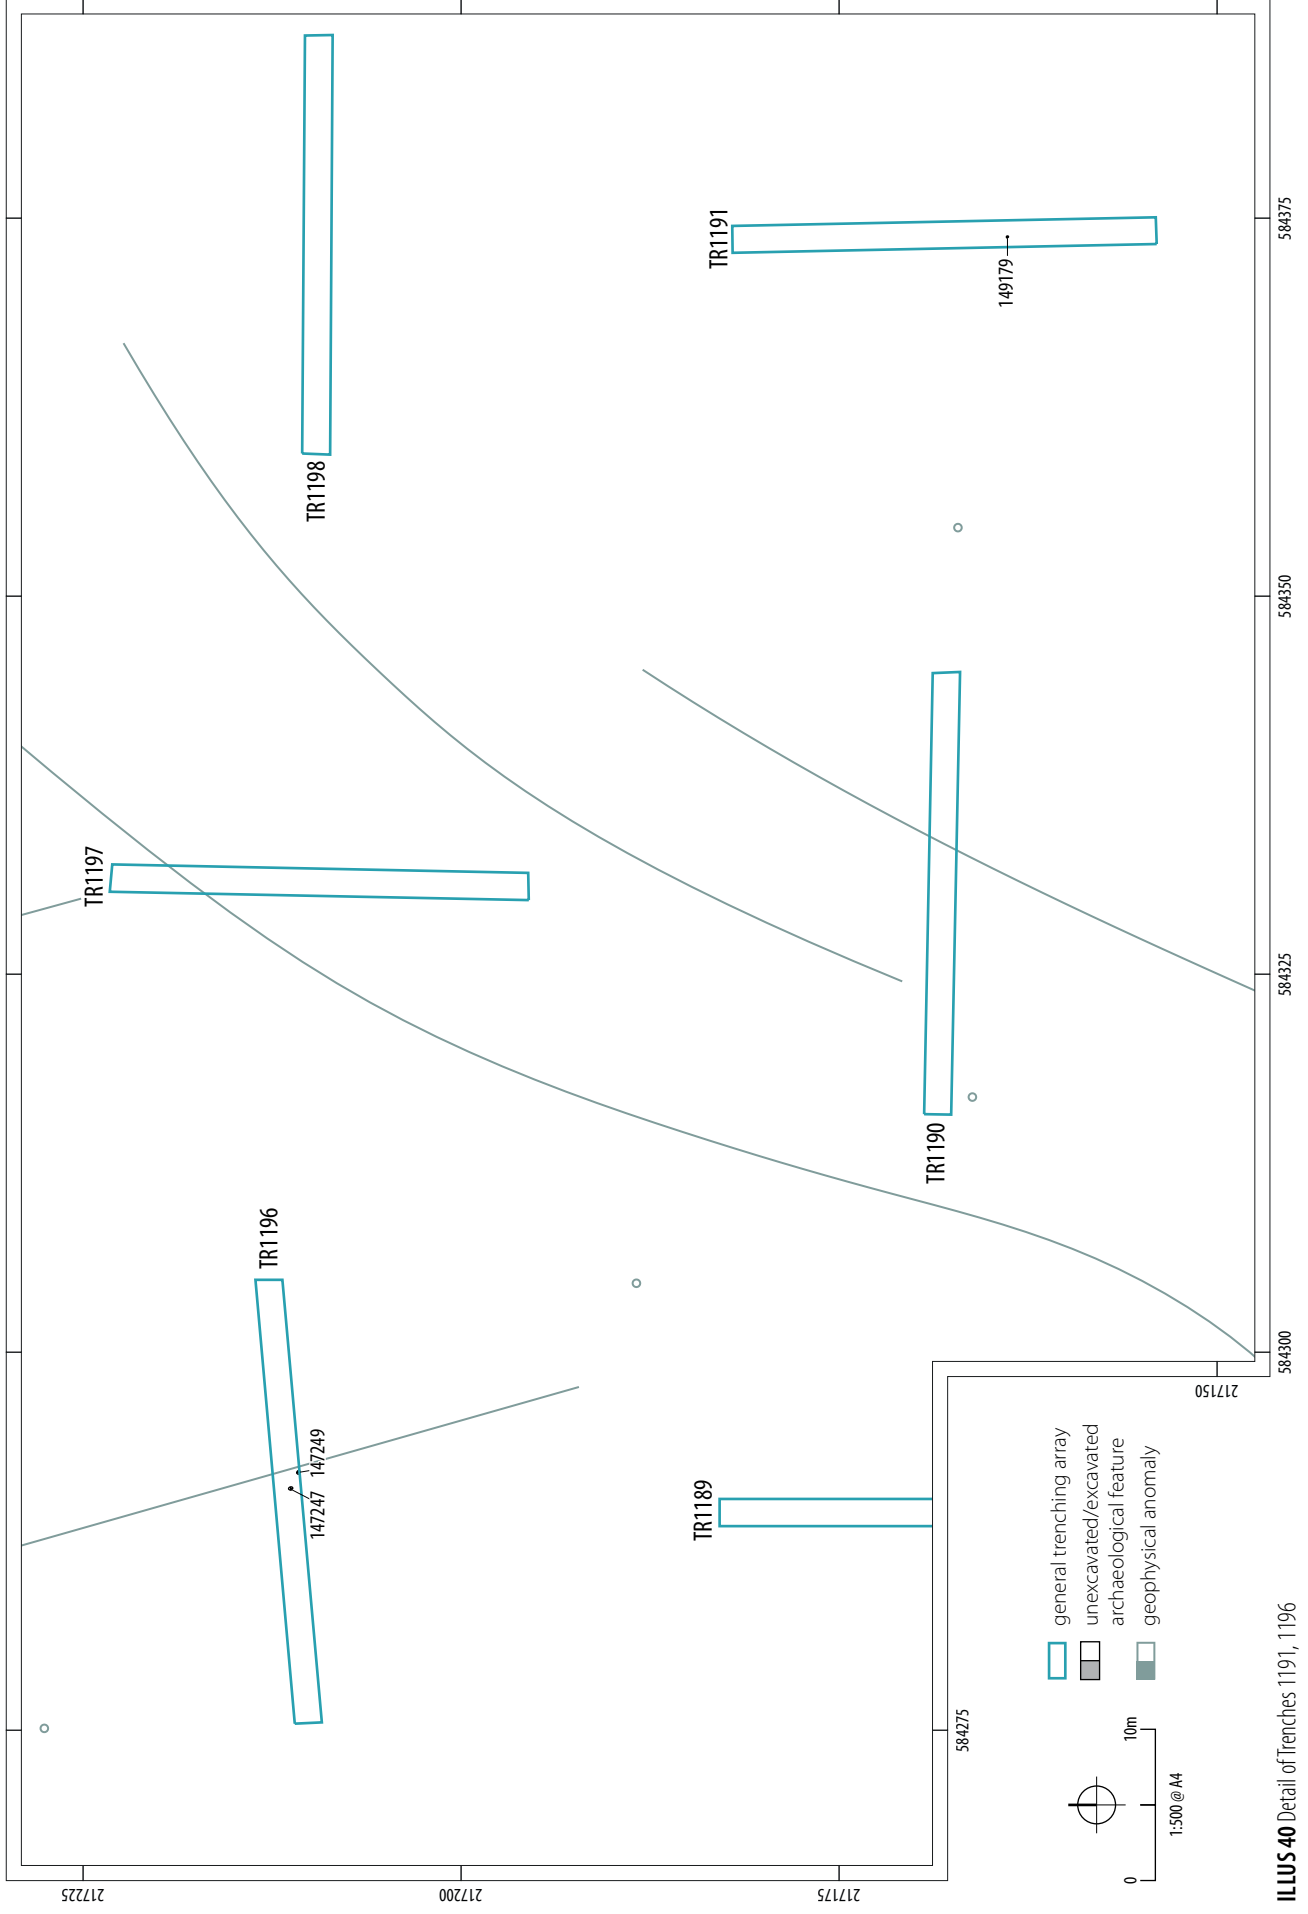 TR1197
TR1198
TR1191
149179
TR1196
147247
147249
TR1190
TR1189
217225
217200
217175
217150
584275
584300
584325
584350
584375
general trenching array
unexcavated/excavated
archaeological feature
geophysical anomaly
0
10m
1:500 @ A4
ILLUS 40 Detail of Trenches 1191, 1196